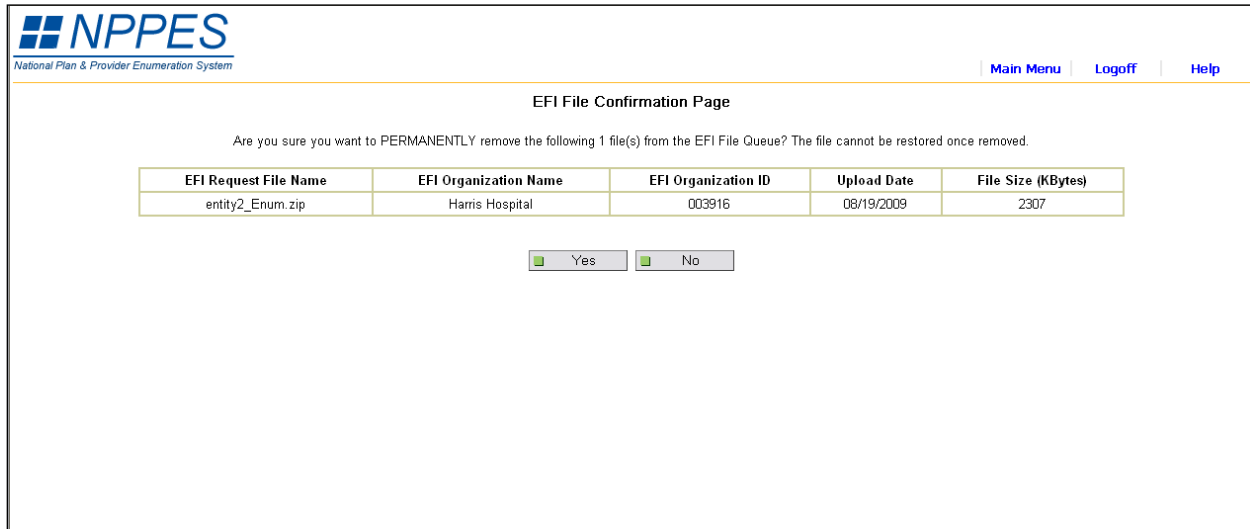 NPPES
National Plan & Provider Enumeration System
Main Menu Logoff Help
EFI File Confirmation Page
Are you sure you want to PERMANENTLY remove the following 1 file(s) from the EFI File Queue? The file cannot be restored once removed.
EFI Request File Name EFI Organization Name EFI Organization ID Upload Date File Size (KBytes)
entity2_Enum.zip Harris Hospital 003916 08/19/2009 2307
Yes No